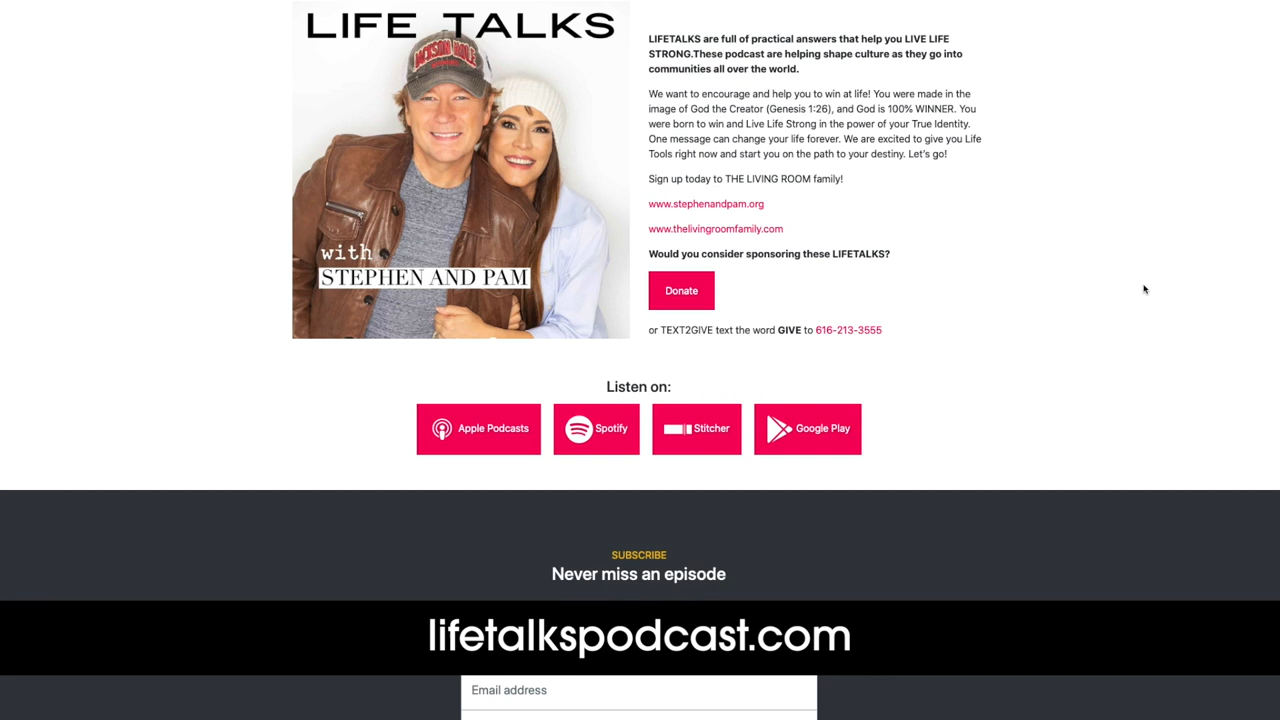 LIFE TALKS
JACKSON HOLE
with
STEPHEN AND PAM
LIFETALKS are full of practical answers that help you LIVE LIFE
STRONG.These podcast are helping shape culture as they go into
communities all over the world.
We want to encourage and help you to win at life! You were made in the
image of God the Creator (Genesis 1:26), and God is 100% WINNER. You
were born to win and Live Life Strong in the power of your True Identity.
One message can change your life forever. We are excited to give you Life
Tools right now and start you on the path to your destiny. Let's go!
Sign up today to THE LIVING ROOM family!
www.stephenandpam.org
www.thelivingroomfamily.com
Would you consider sponsoring these LIFETALKS?
Donate
or TEXT2GIVE text the word GIVE to 616-213-3555
Listen on:
Apple Podcasts
Spotify
Stitcher
Google Play
SUBSCRIBE
Never miss an episode
lifetalkspodcast.com
Email address